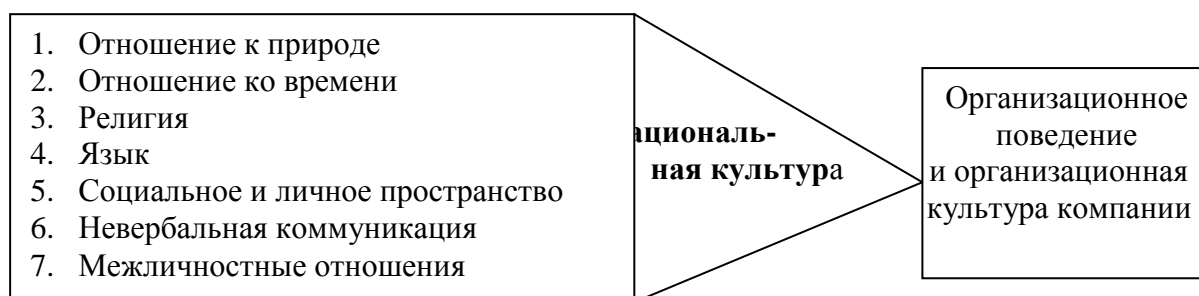 1. Отношение к природе
2. Отношение ко времени
3. Религия
4. Язык
5. Социальное и личное пространство
6. Невербальная коммуникация
7. Межличностные отношения
ациональ-
ная культура
Организационное
поведение
и организационная
культура компании